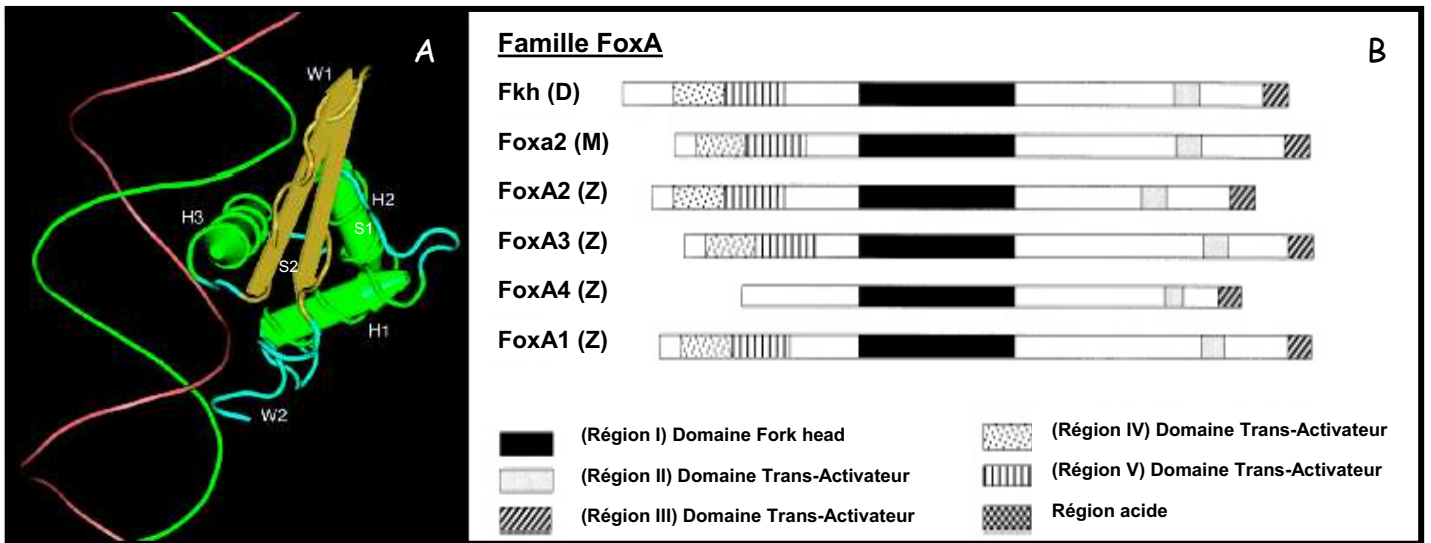 A
W1
H3
H2
S1
S2
H1
W2
Famille FoxA
B
Fkh (D)
Foxa2 (M)
FoxA2 (Z)
FoxA3 (Z)
FoxA4 (Z)
FoxA1 (Z)
(Région I) Domaine Fork head
(Région II) Domaine Trans-Activateur
(Région III) Domaine Trans-Activateur
(Région IV) Domaine Trans-Activateur
(Région V) Domaine Trans-Activateur
Région acide